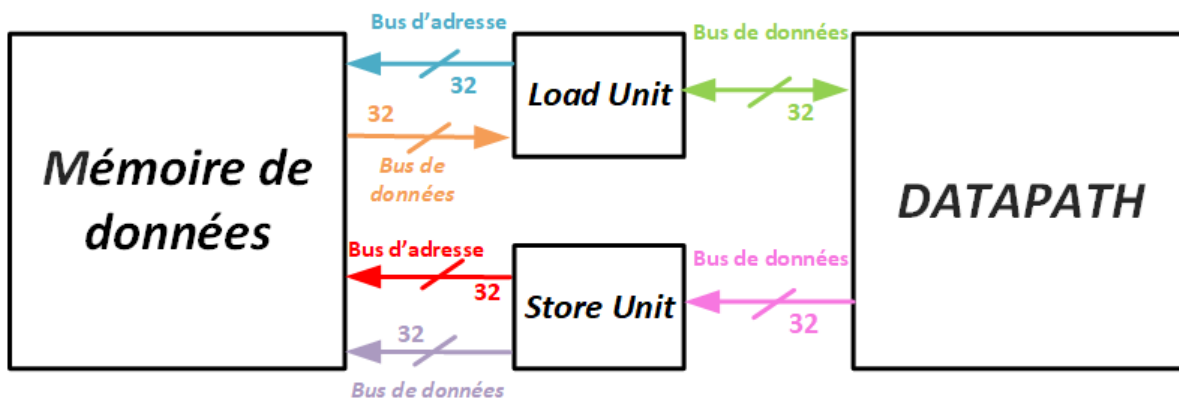 Bus d'adresse
32
32
Bus de
données
Load Unit
Bus de données
32
Mémoire de
données
DATAPATH
Bus d'adresse
32
32
Bus de données
Store Unit
Bus de données
32